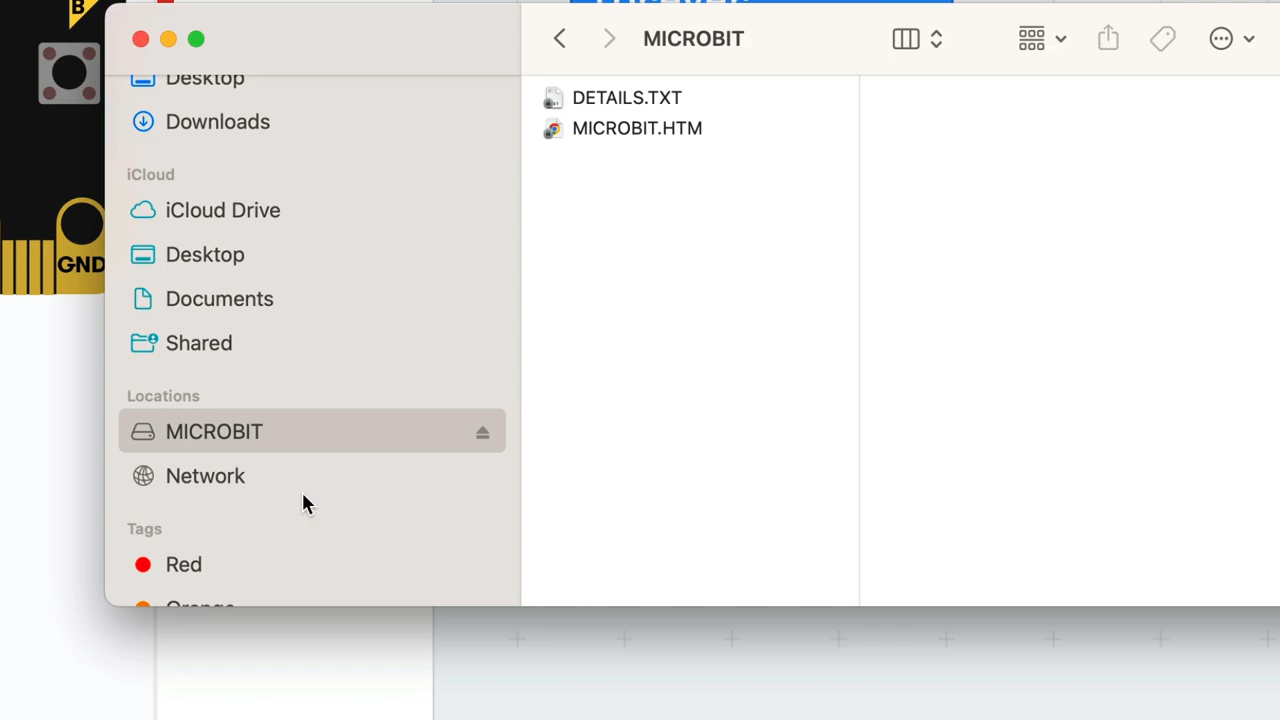 B
MICROBIT
Desktop
DETAILS.TXT
Downloads
MICROBIT.HTM
iCloud
iCloud Drive
Desktop
GND
Documents
Shared
Locations
MICROBIT
Network
Tags
Red
Orange